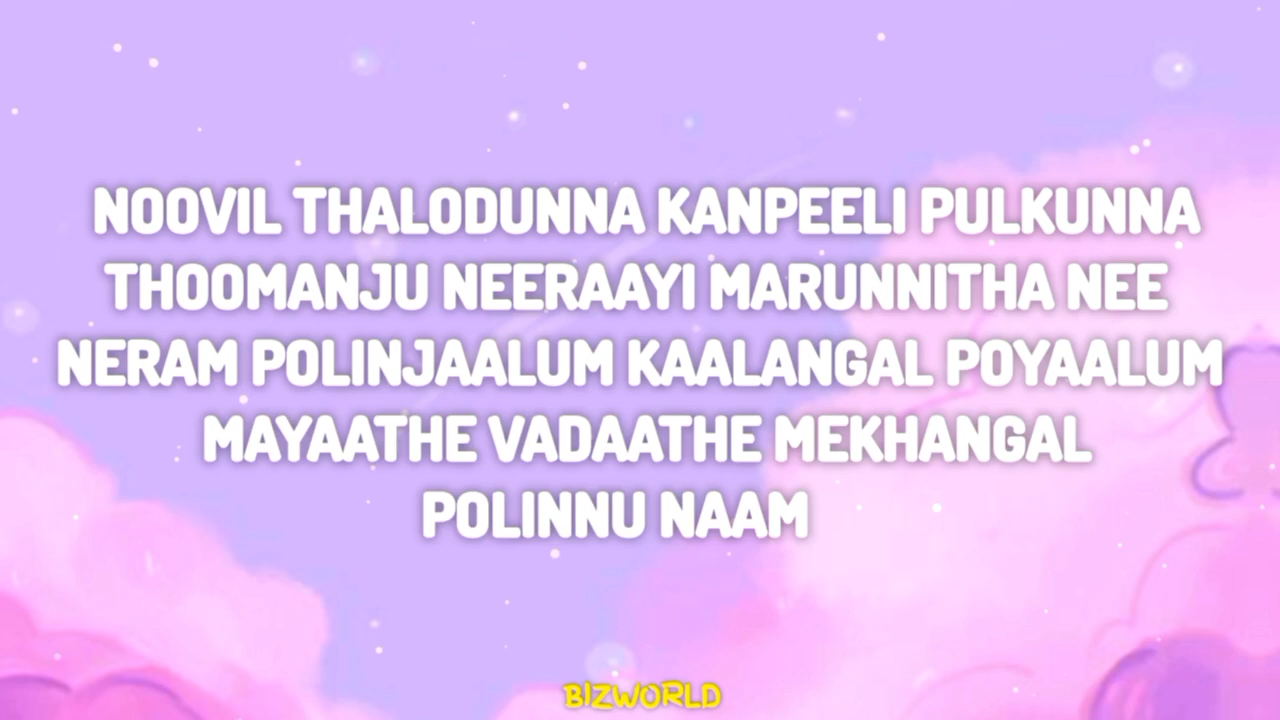 NOOVIL THALODUNNA KANPEELI PULKUNNA
THOOMANJU NEERAAYI MARUNNITHA NEE
NERAM POLINJAALUM KAALANGAL POYAALUM
MAYAATHE VADAATHE MEKHANGAL
POLINNU NAAM
BIZWORLD